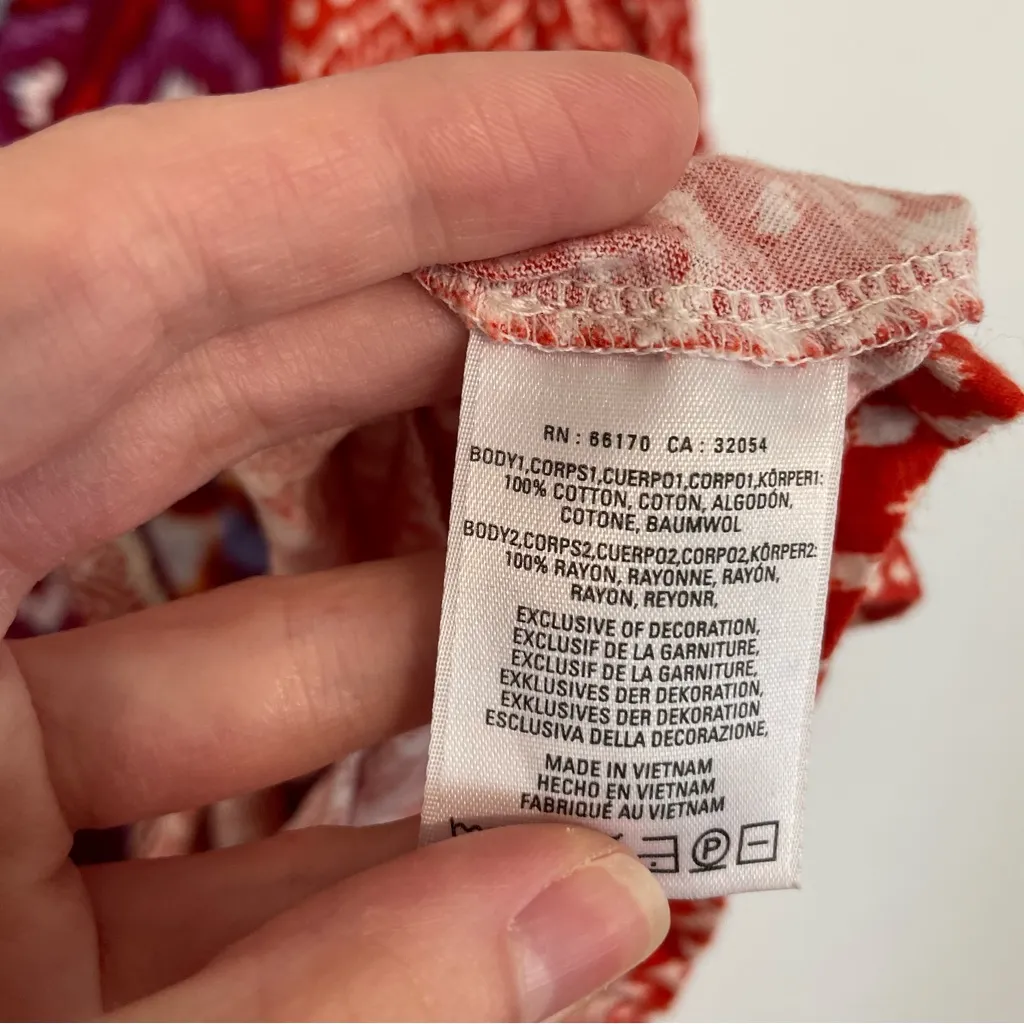 RN : 66170 CA : 32054
BODY1,CORPS1,CUERPO1,CORPO1,KÖRPER1:
100% COTTON, COTON, ALGODÓN,
COTONE, BAUMWOL
BODY2,CORPS2,CUERPO2,CORPO2,KÖRPER2:
100% RAYON, RAYONNE, RAYÓN,
RAYON, REYONR,
EXCLUSIVE OF DECORATION,
EXCLUSIF DE LA GARNITURE,
EXCLUSIF DE LA GARNITURE,
EXKLUSIVES DER DEKORATION,
EXKLUSIVES DER DEKORATION
ESCLUSIVA DELLA DECORAZIONE,
MADE IN VIETNAM
HECHO EN VIETNAM
FABRIQUÉ AU VIETNAM
P